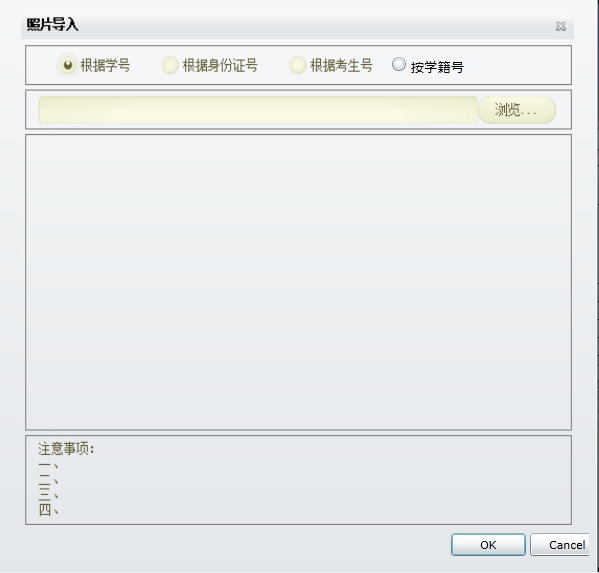 照片导入
根据学号 根据身份证号 根据考生号 按学籍号
浏览...
注意事项:
一、
二、
三、
四、
OK Cancel